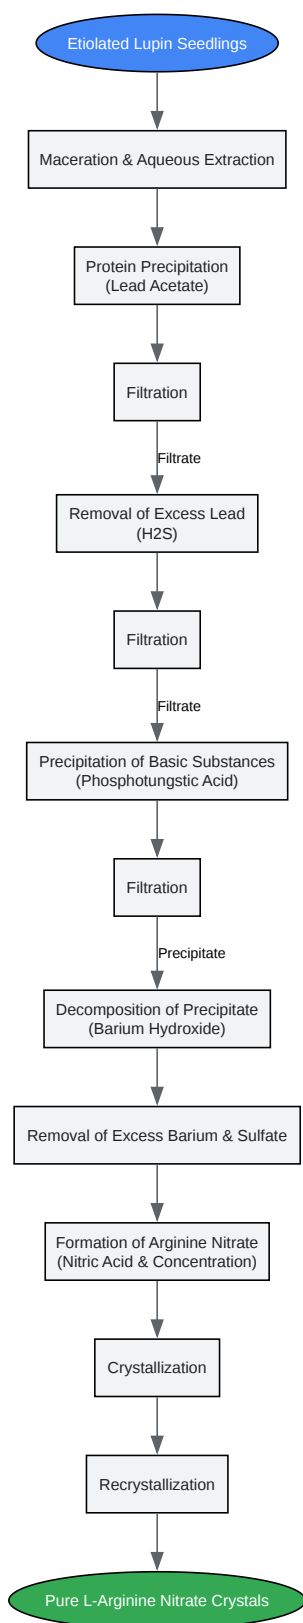 Etiolated Lupin Seedlings
Maceration & Aqueous Extraction
Protein Precipitation
(Lead Acetate)
Filtration
Filtrate
Removal of Excess Lead
(H2S)
Filtration
Filtrate
Precipitation of Basic Substances
(Phosphotungstic Acid)
Filtration
Precipitate
Decomposition of Precipitate
(Barium Hydroxide)
Removal of Excess Barium & Sulfate
Formation of Arginine Nitrate
(Nitric Acid & Concentration)
Crystallization
Recrystallization
Pure L-Arginine Nitrate Crystals